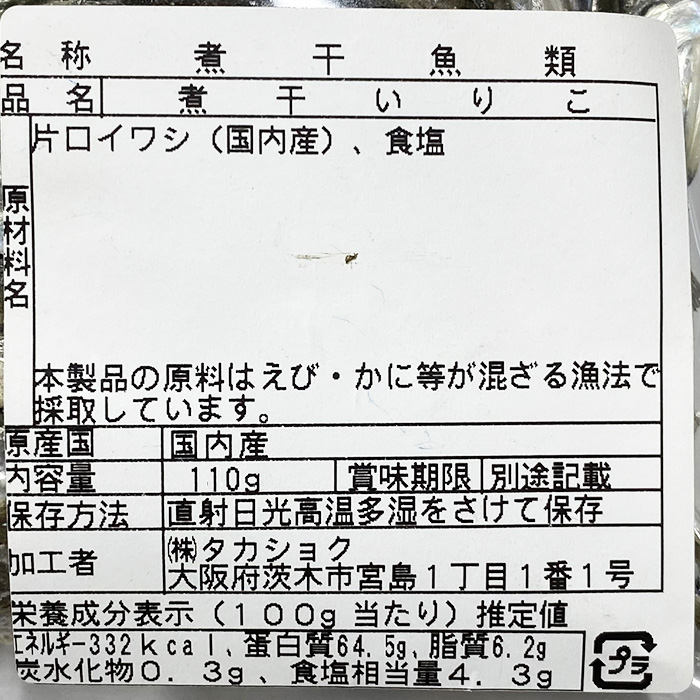 名称 煮干魚類
品名 煮干いりこ
原材料名 片口イワシ（国内産）、食塩
本製品の原料はえび・かに等が混ざる漁法で
採取しています。
原産国 国内産
内容量 110g 賞味期限 別途記載
保存方法 直射日光高温多湿をさけて保存
加工者 ㈱タカショク
大阪府茨木市宮島１丁目１番１号
栄養成分表示（１００g 当たり）推定値
エネルギー332ｋｃａｌ、蛋白質64.5g、脂質6.2g
炭水化物０．３g、食塩相当量４．３g
プラ